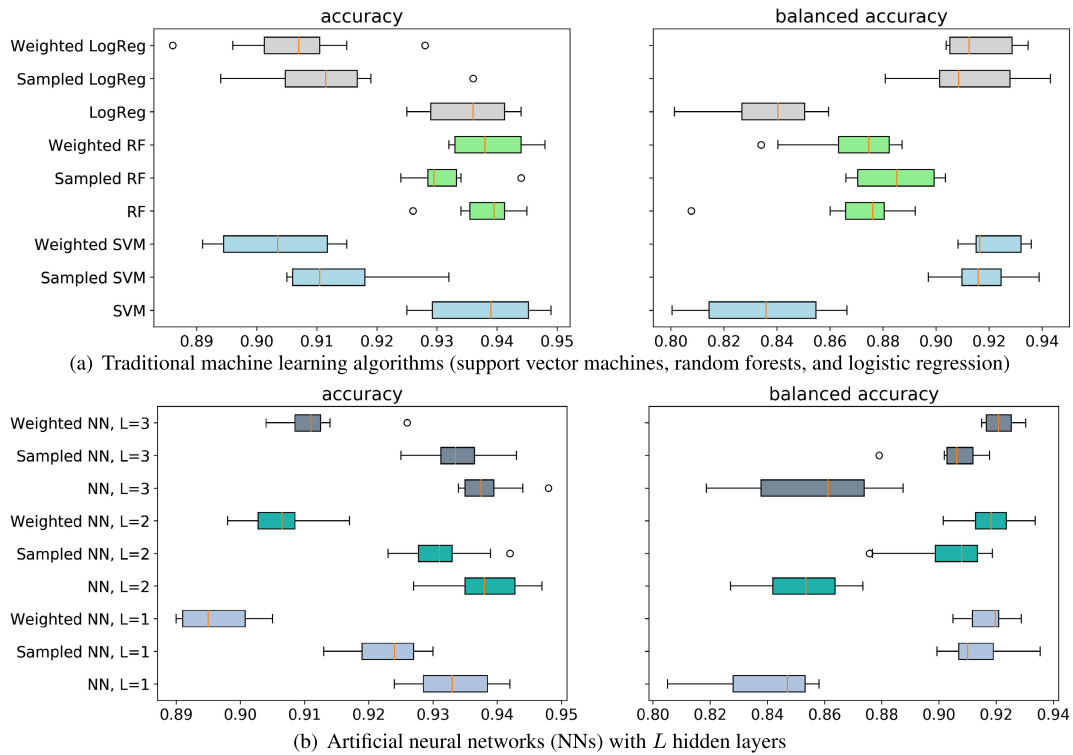 accuracy balanced accuracy
Weighted LogReg
Sampled LogReg
LogReg
Weighted RF
Sampled RF
RF
Weighted SVM
Sampled SVM
SVM
0.89 0.90 0.91 0.92 0.93 0.94 0.95 0.80 0.82 0.84 0.86 0.88 0.90 0.92 0.94
(a) Traditional machine learning algorithms (support vector machines, random forests, and logistic regression)
accuracy balanced accuracy
Weighted NN, L=3
Sampled NN, L=3
NN, L=3
Weighted NN, L=2
Sampled NN, L=2
NN, L=2
Weighted NN, L=1
Sampled NN, L=1
NN, L=1
0.89 0.90 0.91 0.92 0.93 0.94 0.95 0.80 0.82 0.84 0.86 0.88 0.90 0.92 0.94
(b) Artificial neural networks (NNs) with L hidden layers